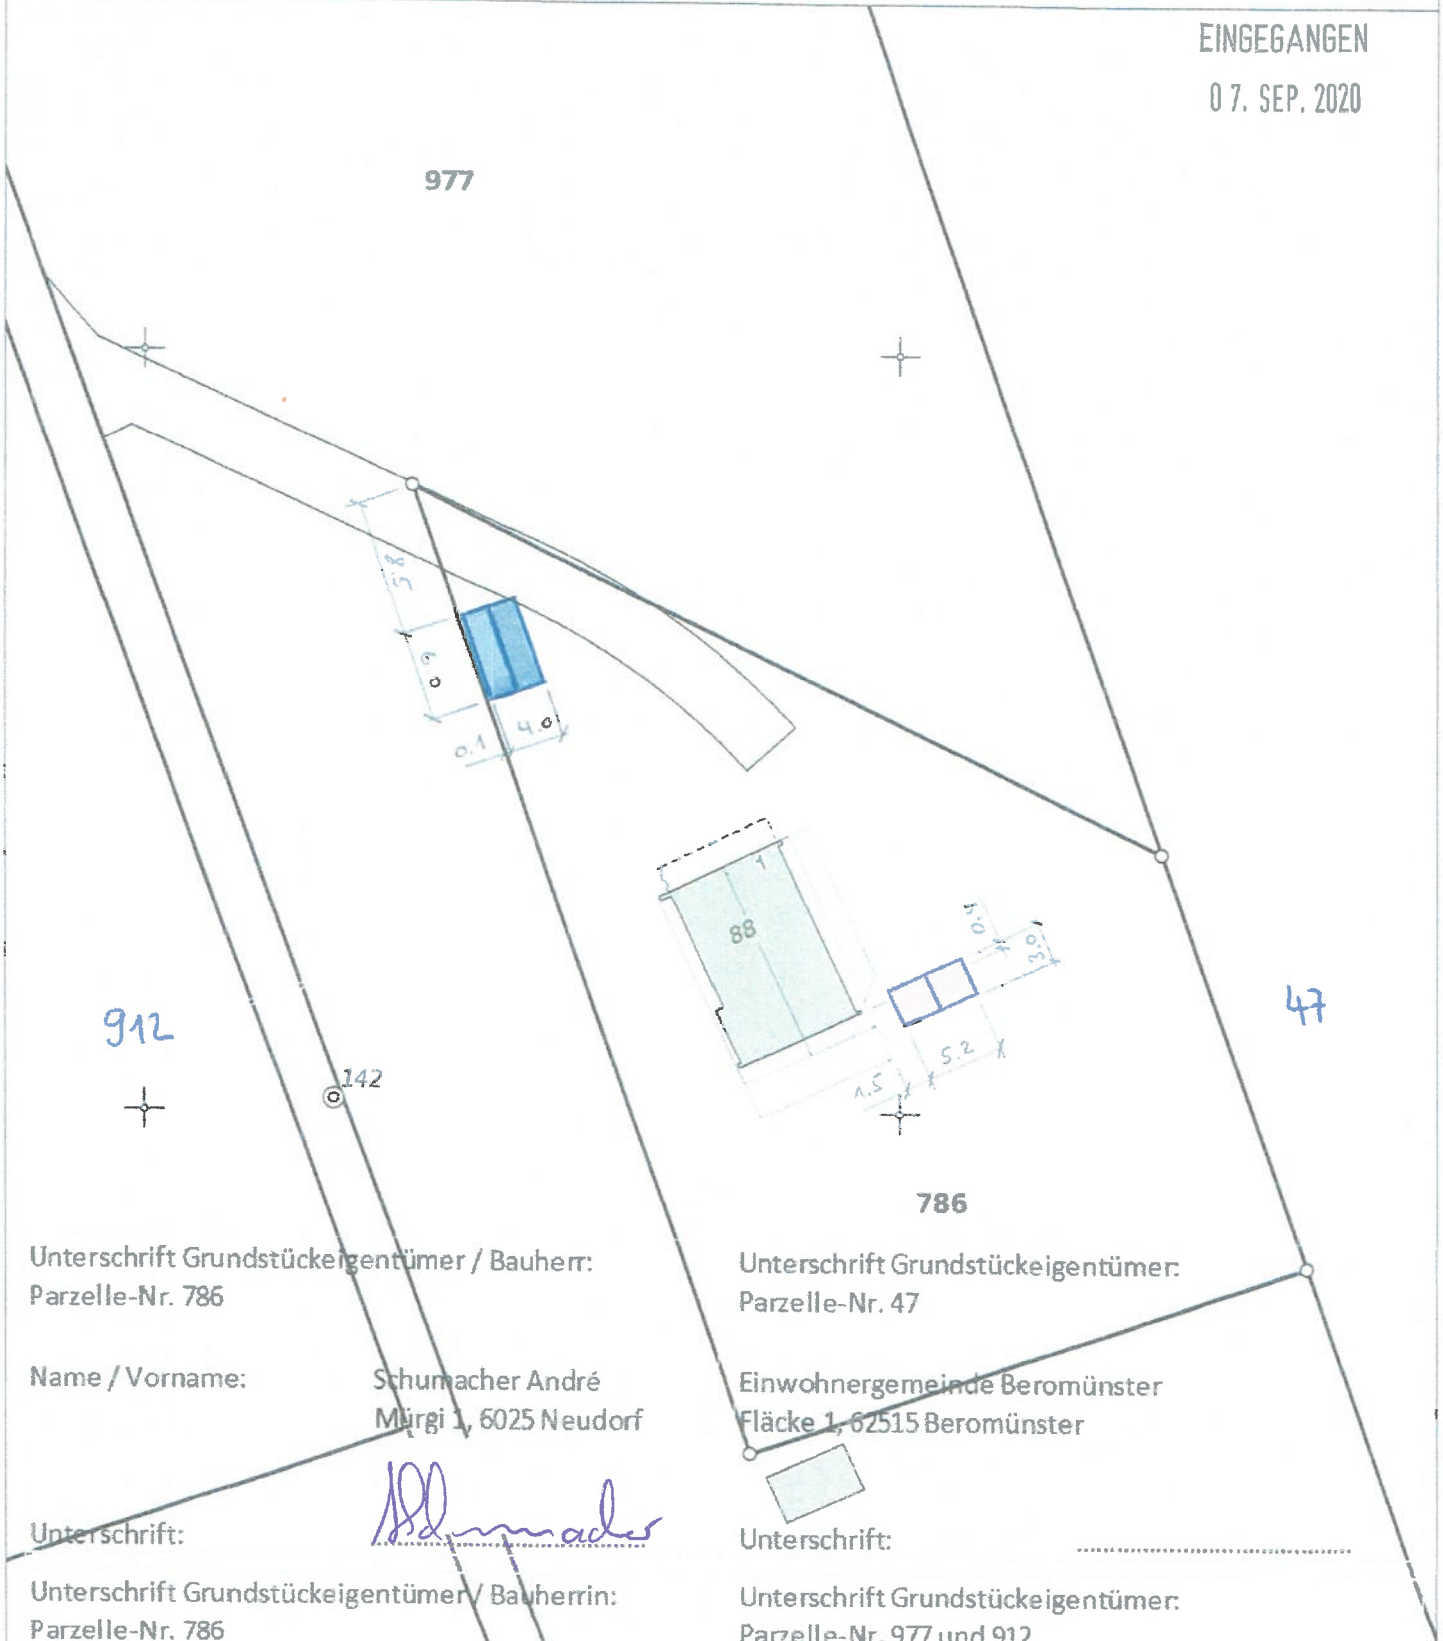 EINGEGANGEN
07. SEP. 2020
977
5.8
6.0
0.1
4.0
1
88
0.4
3.0
5.2
1.5
912
47
142
786
Unterschrift Grundstückeigentümer / Bauherr:
Parzelle-Nr. 786
Name / Vorname: Schumacher André
Mürgi 1, 6025 Neudorf
Unterschrift: Schumacher
Unterschrift Grundstückeigentümer / Bauherrin:
Parzelle-Nr. 786
Unterschrift Grundstückeigentümer:
Parzelle-Nr. 47
Einwohnergemeinde Beromünster
Fläcke 1, 62515 Beromünster
Unterschrift:
Unterschrift Grundstückeigentümer:
Parzelle-Nr. 977 und 912